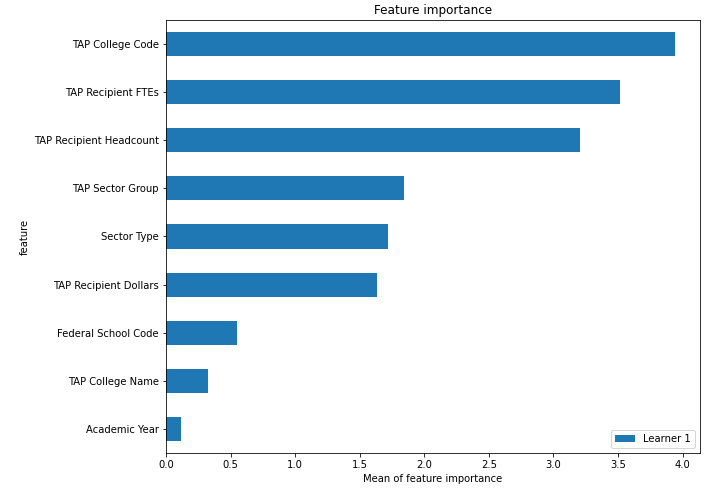 Feature importance
TAP College Code
TAP Recipient FTEs
TAP Recipient Headcount
TAP Sector Group
Sector Type
TAP Recipient Dollars
Federal School Code
TAP College Name
Academic Year
feature
Learner 1
0.0 0.5 1.0 1.5 2.0 2.5 3.0 3.5 4.0
Mean of feature importance